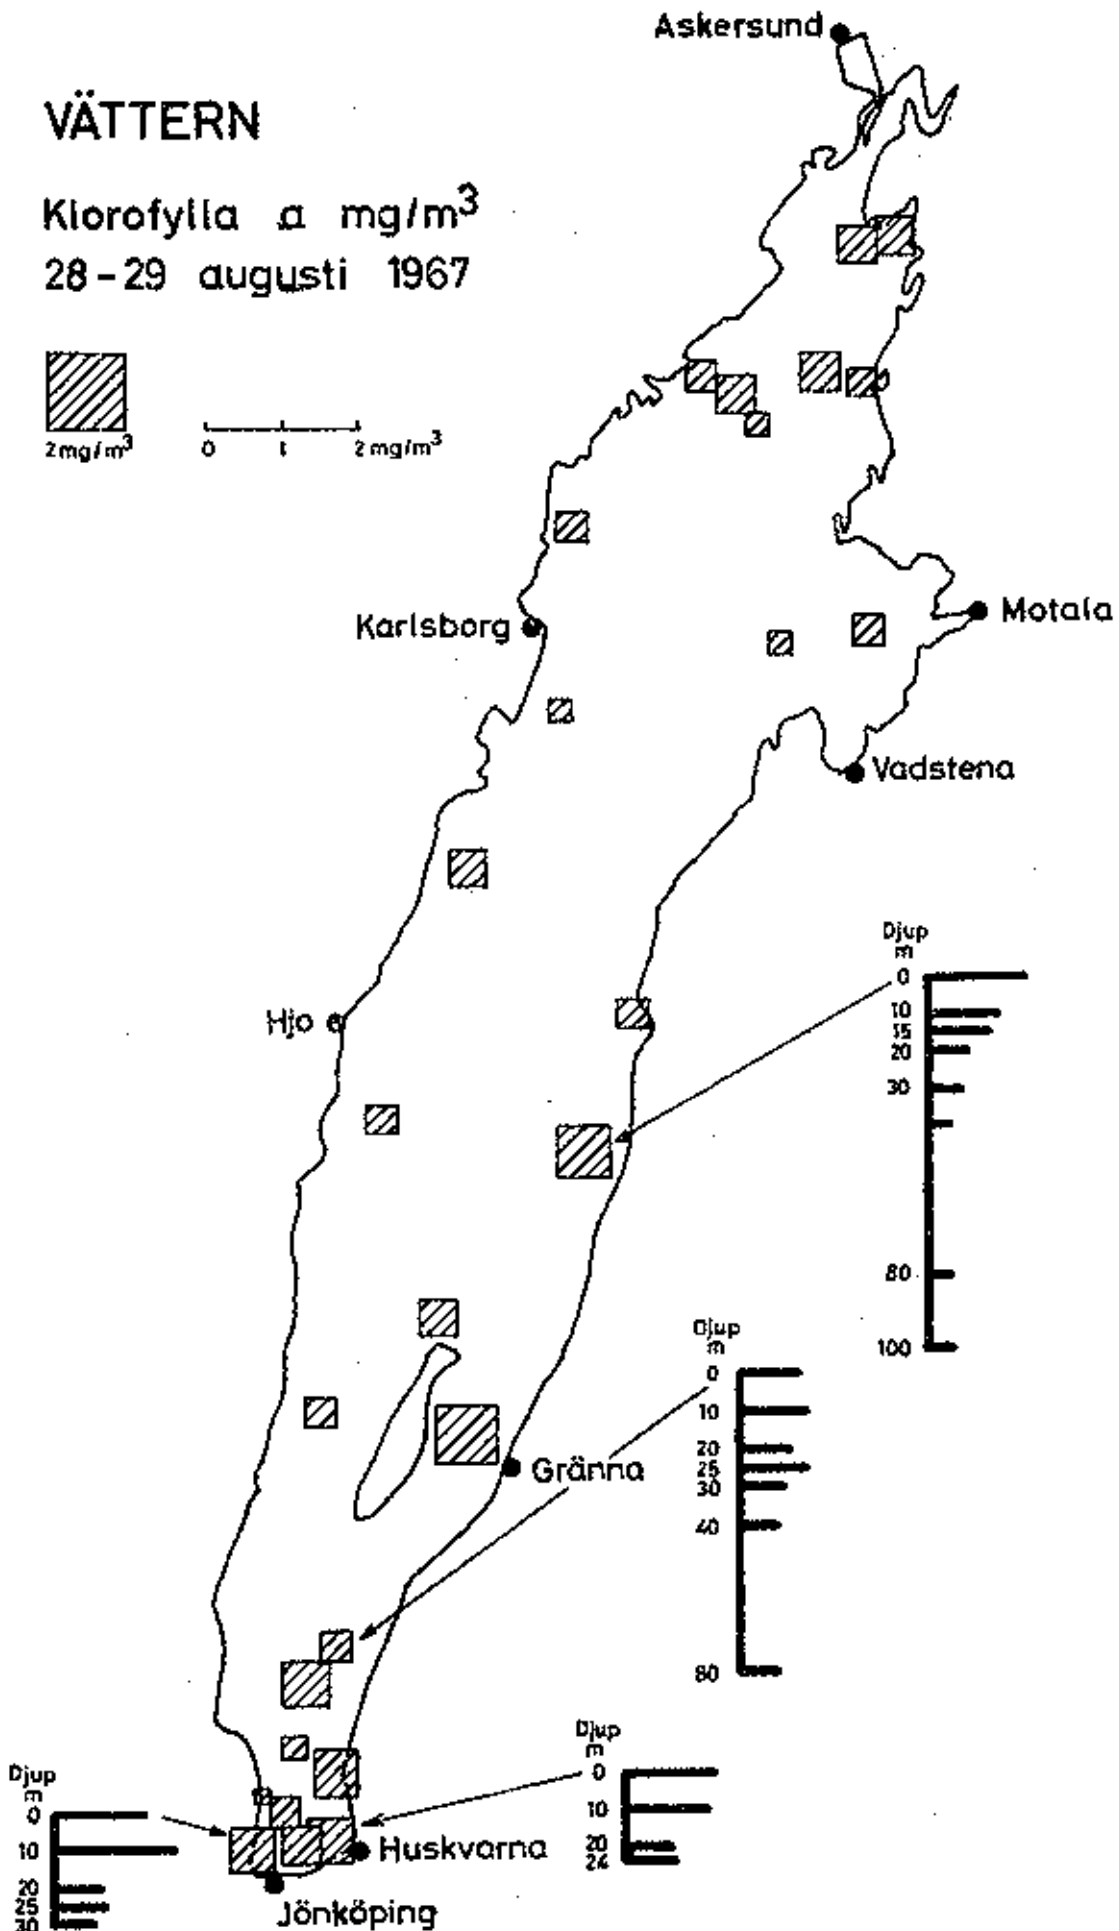 Askersund
VÄTTERN
Klorofylla a mg/m³
28-29 augusti 1967
2mg/m³
0 1 2 mg/m³
Karlsborg
Motala
Vadstena
Hjo
Djup
m
0
10
15
20
30
80
100
Djup
m
0
10
20
25
30
40
80
Gränna
Djup
m
0
10
20
24
Djup
m
0
10
20
25
30
Huskvarna
Jönköping